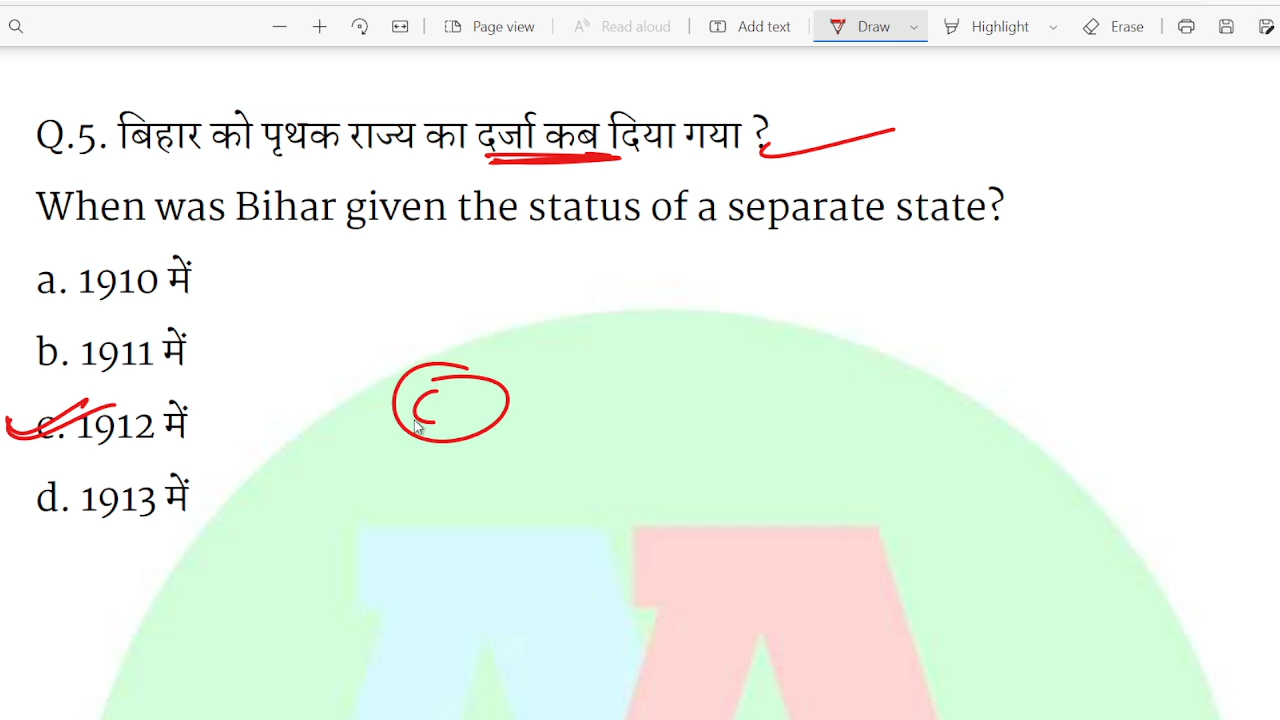 Page view
Read aloud
Add text
Draw
Highlight
Erase
Q.5. बिहार को पृथक राज्य का दर्जा कब दिया गया ?
When was Bihar given the status of a separate state?
a. 1910 में
b. 1911 में
c. 1912 में
C
d. 1913 में
AA